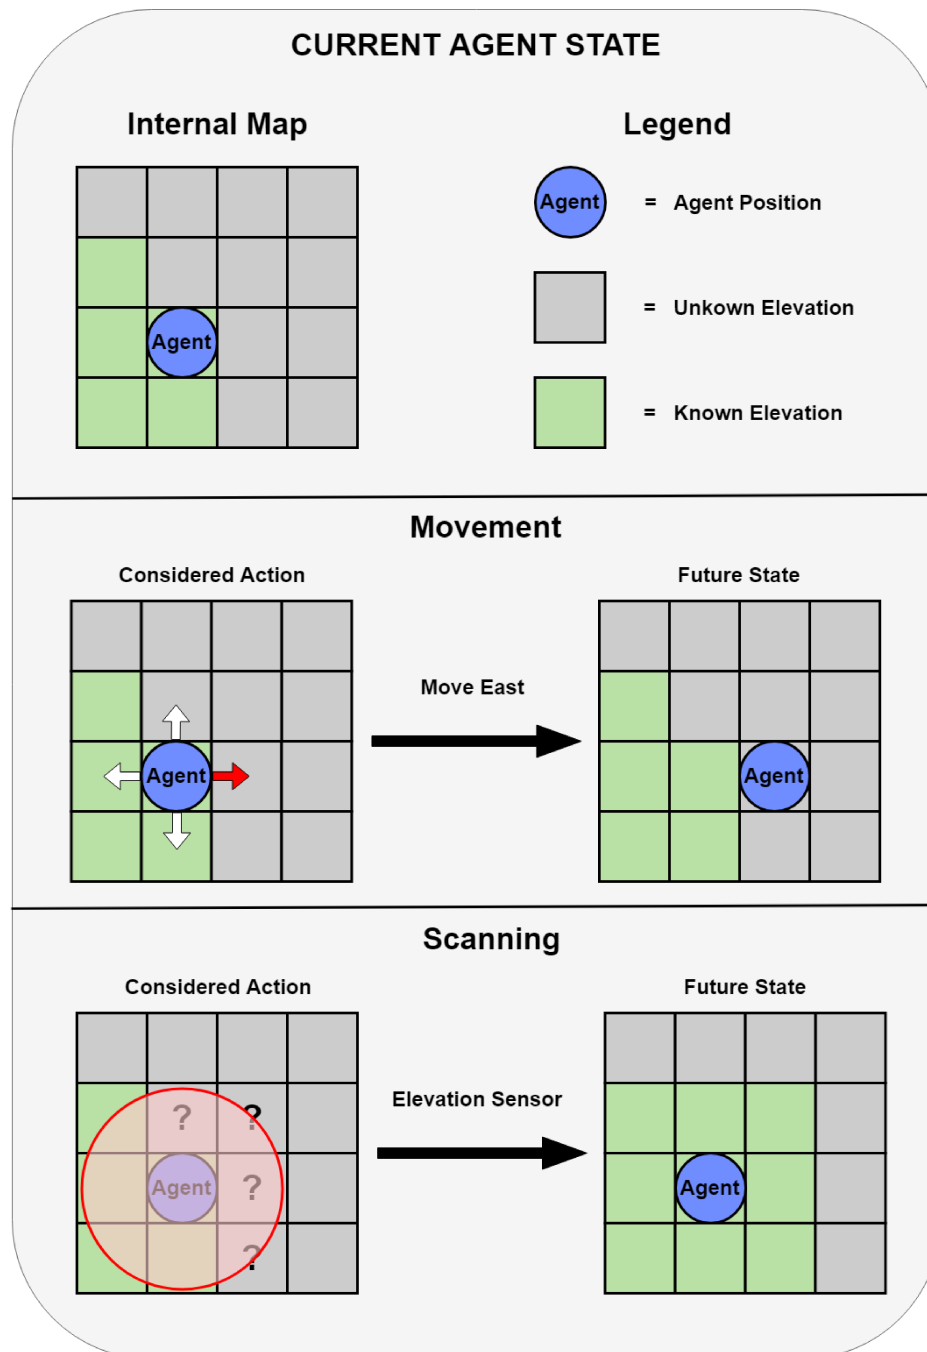 CURRENT AGENT STATE
Internal Map
Legend
Agent
= Agent Position
= Unkown Elevation
Agent
= Known Elevation
Movement
Considered Action
Future State
Move East
Agent
Agent
Scanning
Considered Action
Future State
? ?
Elevation Sensor
Agent ?
Agent
?